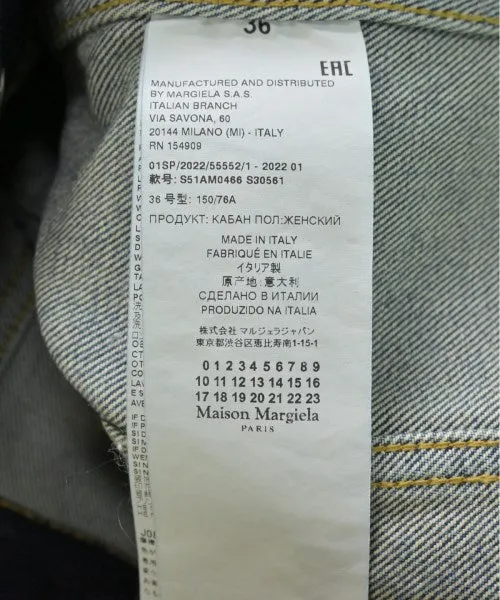 36
EAC
MANUFACTURED AND DISTRIBUTED
BY MARGIELA S.A.S.
ITALIAN BRANCH
VIA SAVONA, 60
20144 MILANO (MI) - ITALY
RN 154909
01SP/2022/55552/1 - 2022 01
款号: S51AM0466 S30561
36 号型: 150/76A
ПРОДУКТ: КАБАН ПОЛ:ЖЕНСКИЙ
MADE IN ITALY
FABRIQUÉ EN ITALIE
イタリア製
原产地: 意大利
СДЕЛАНО В ИТАЛИИ
PRODUZIDO NA ITALIA
株式会社 マルジェラジャパン
東京都渋谷区恵比寿南1-15-1
0 1 2 3 4 5 6 7 8 9
10 11 12 13 14 15 16
17 18 19 20 21 22 23
Maison Margiela
PARIS